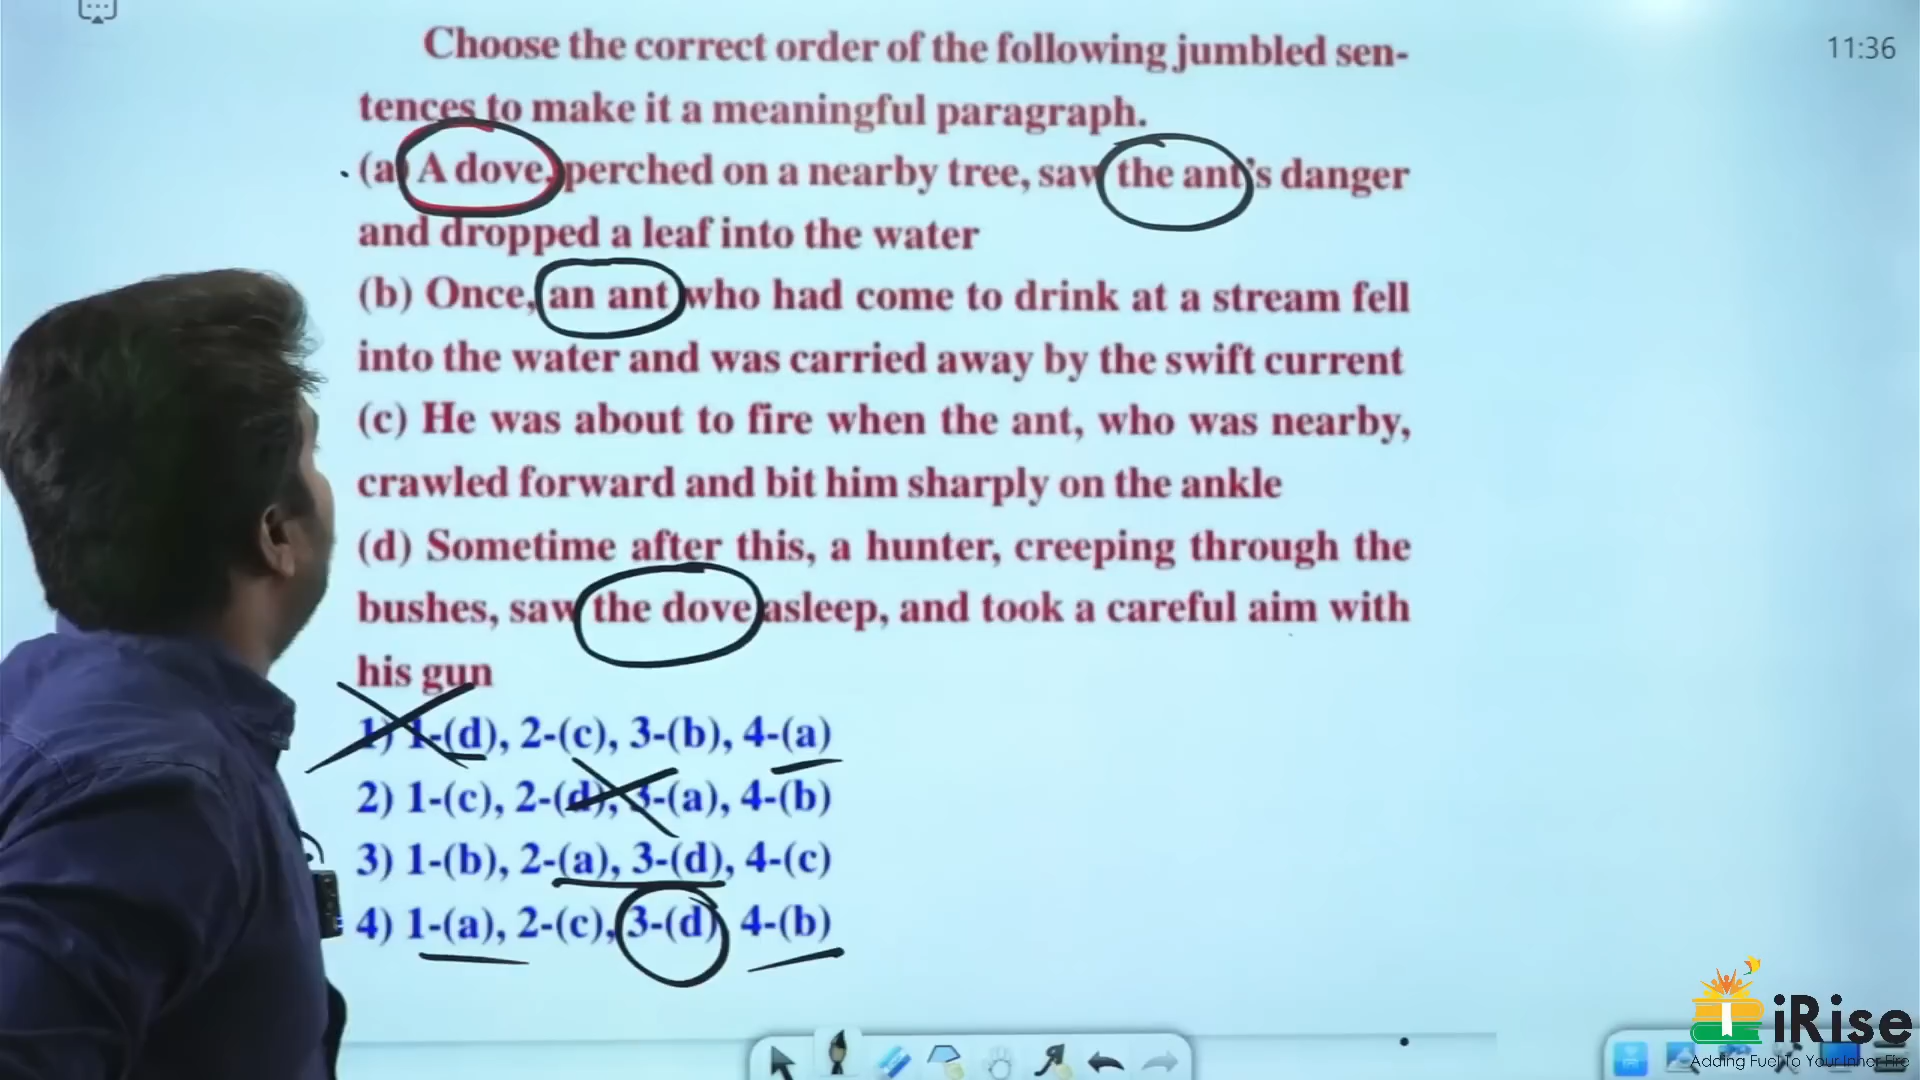 Choose the correct order of the following jumbled sen-
11:36
tences to make it a meaningful paragraph.
(a) A dove, perched on a nearby tree, saw the ant's danger
and dropped a leaf into the water
(b) Once, an ant who had come to drink at a stream fell
into the water and was carried away by the swift current
(c) He was about to fire when the ant, who was nearby,
crawled forward and bit him sharply on the ankle
(d) Sometime after this, a hunter, creeping through the
bushes, saw the dove asleep, and took a careful aim with
his gun
1) 1-(d), 2-(c), 3-(b), 4-(a)
2) 1-(c), 2-(d), 3-(a), 4-(b)
3) 1-(b), 2-(a), 3-(d), 4-(c)
4) 1-(a), 2-(c), 3-(d) 4-(b)
iRise
Adding Fuel To Your Inner Fire